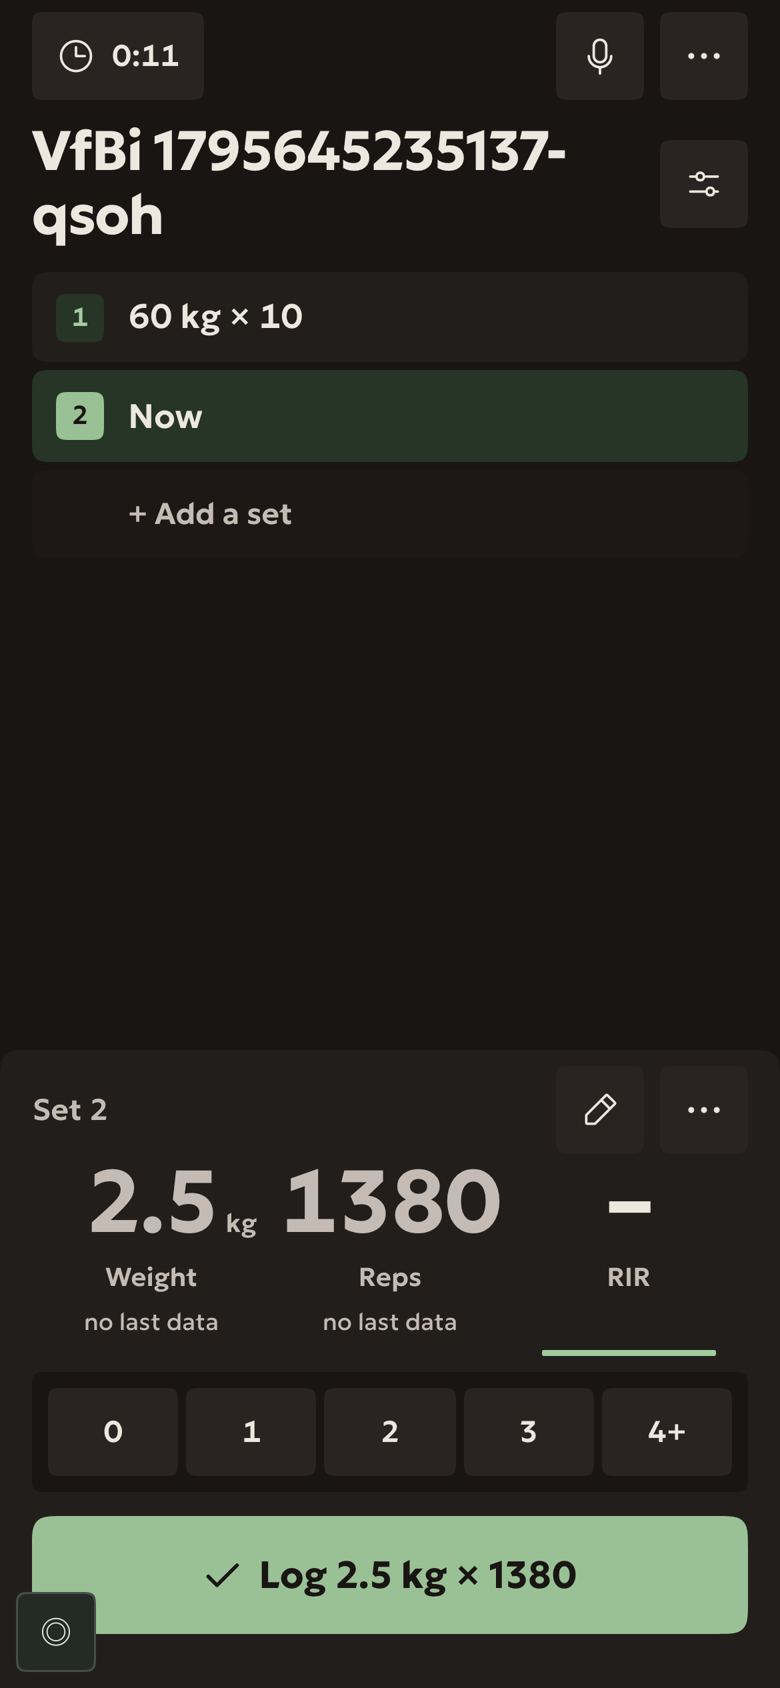 0:11
VfBi 1795645235137-
qsoh
1 60 kg × 10
2 Now
+ Add a set
Set 2
2.5 kg 1380 –
Weight Reps RIR
no last data no last data
0 1 2 3 4+
Log 2.5 kg × 1380